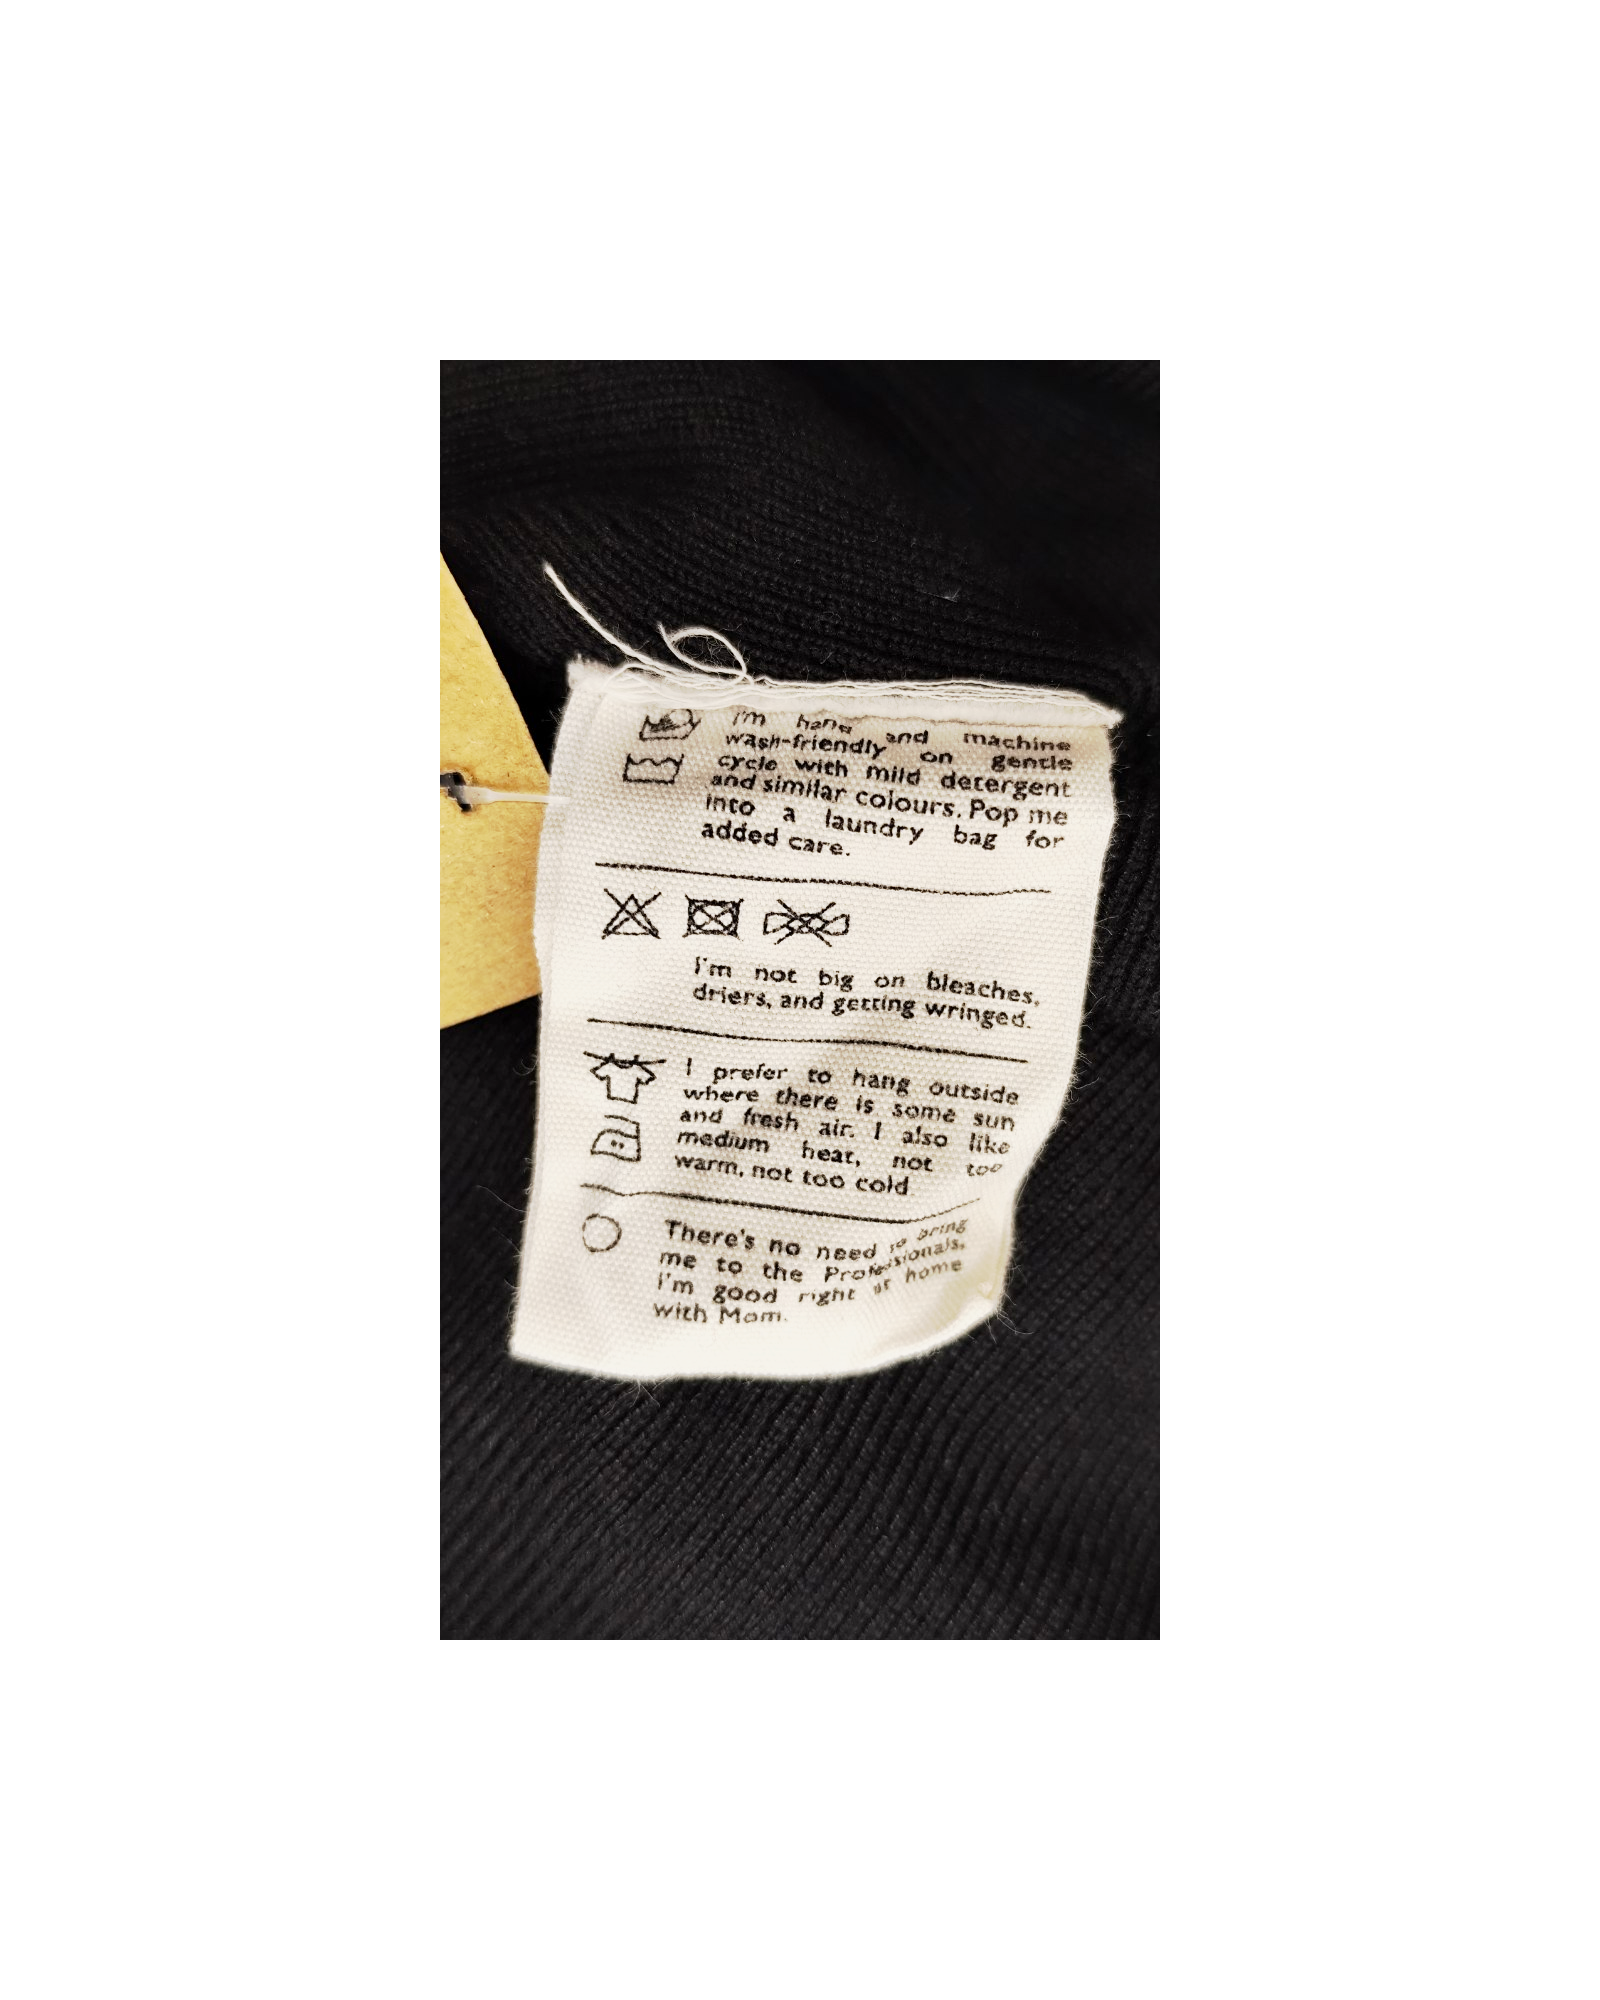 I'm hand and machine
wash-friendly on gentle
cycle with mild detergent
and similar colours. Pop me
into a laundry bag for
added care.
I'm not big on bleaches,
driers, and getting wringed.
I prefer to hang outside
where there is some sun
and fresh air. I also like
medium heat, not too
warm, not too cold.
There's no need to bring
me to the Professionals,
I'm good right at home
with Mom.